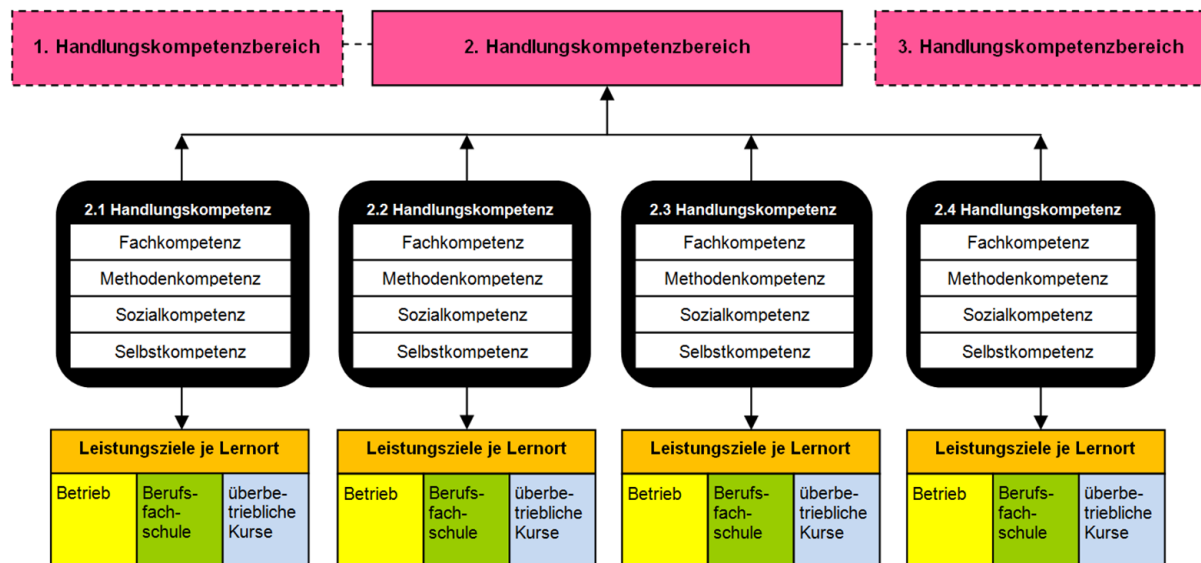 1. Handlungskompetenzbereich
2. Handlungskompetenzbereich
3. Handlungskompetenzbereich
2.1 Handlungskompetenz
Fachkompetenz
Methodenkompetenz
Sozialkompetenz
Selbstkompetenz
2.2 Handlungskompetenz
Fachkompetenz
Methodenkompetenz
Sozialkompetenz
Selbstkompetenz
2.3 Handlungskompetenz
Fachkompetenz
Methodenkompetenz
Sozialkompetenz
Selbstkompetenz
2.4 Handlungskompetenz
Fachkompetenz
Methodenkompetenz
Sozialkompetenz
Selbstkompetenz
Leistungsziele je Lernort
Betrieb
Berufs-
fach-
schule
überbe-
triebliche
Kurse
Leistungsziele je Lernort
Betrieb
Berufs-
fach-
schule
überbe-
triebliche
Kurse
Leistungsziele je Lernort
Betrieb
Berufs-
fach-
schule
überbe-
triebliche
Kurse
Leistungsziele je Lernort
Betrieb
Berufs-
fach-
schule
überbe-
triebliche
Kurse